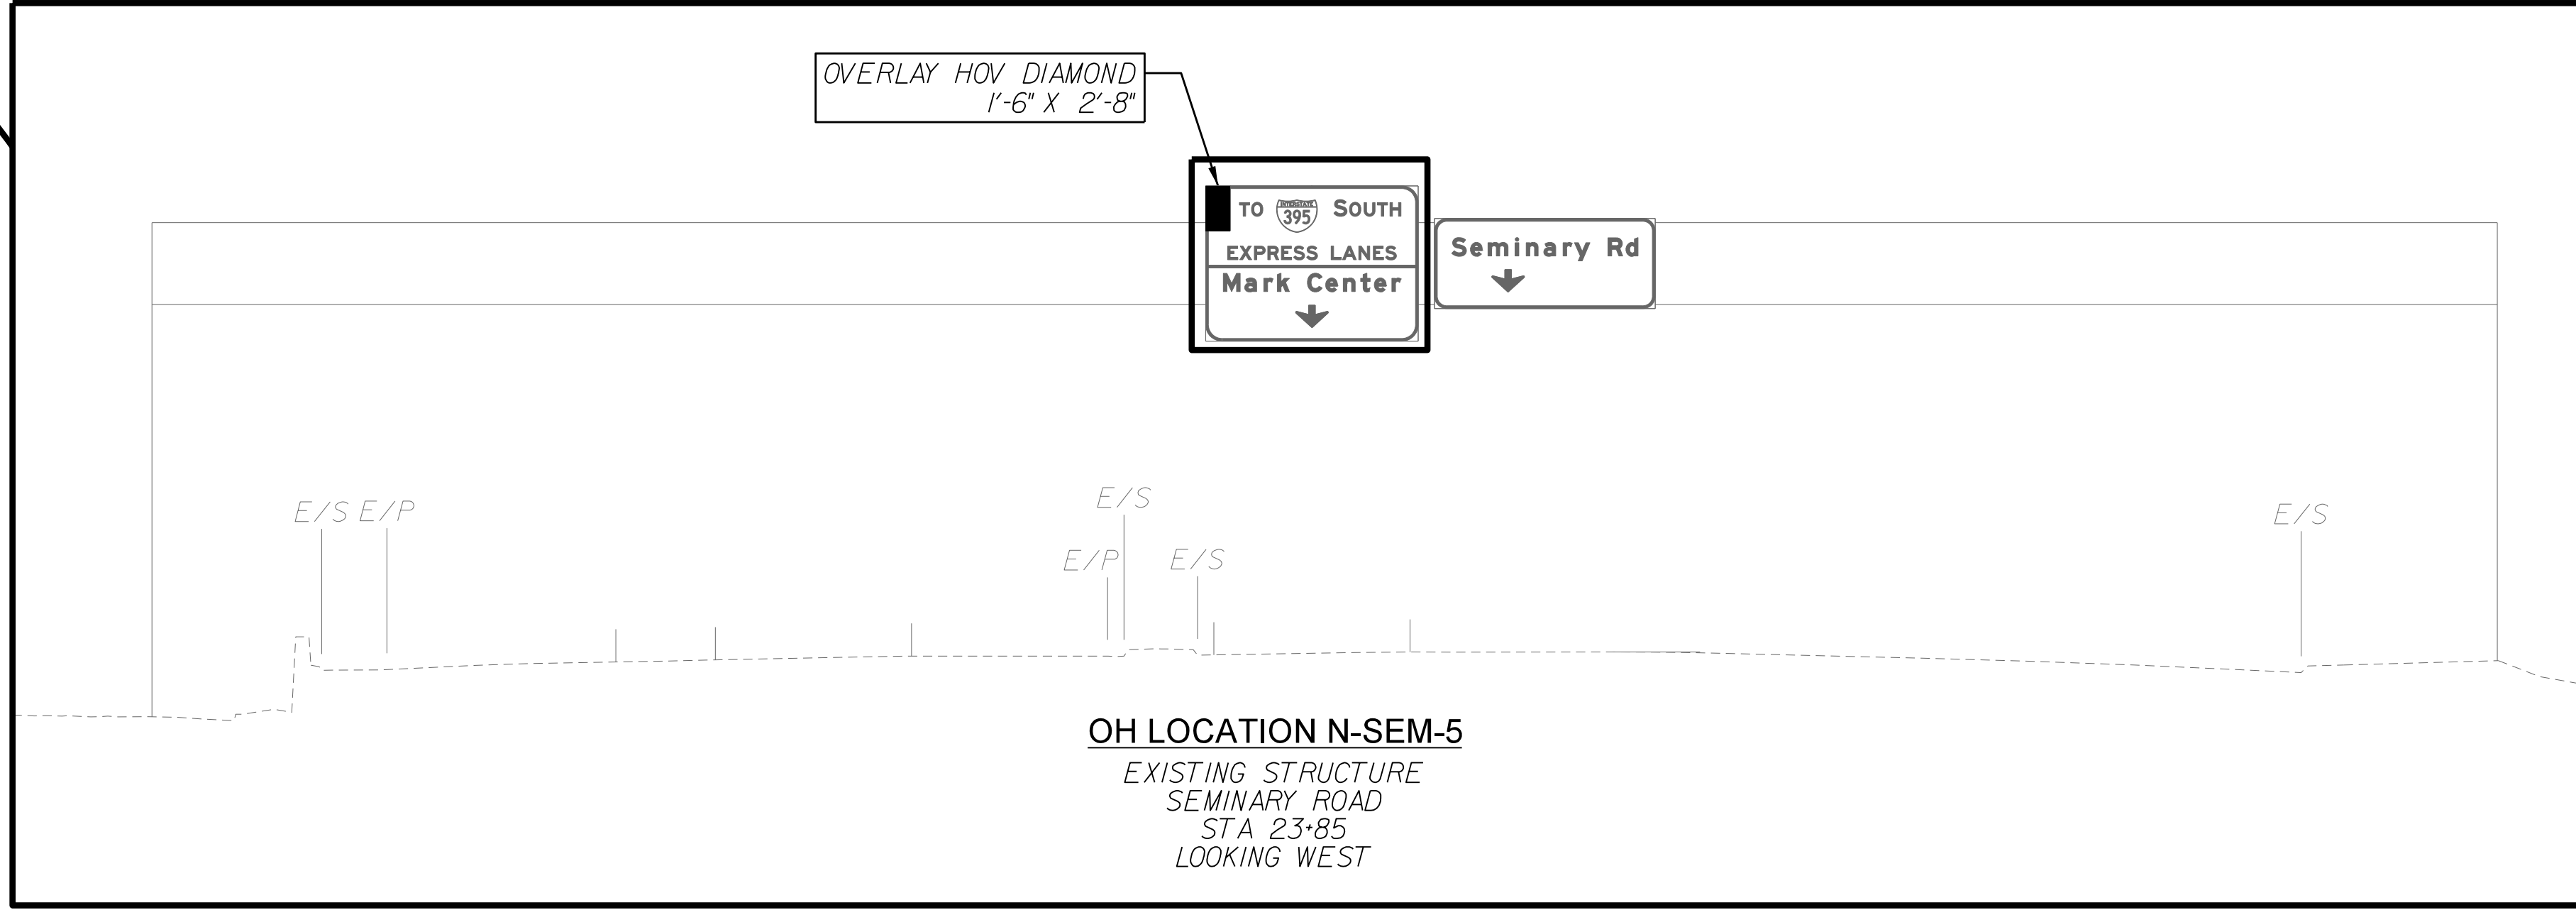 OVERLAY HOV DIAMOND
1'-6" X 2'-8"
TO INTERSTATE 395 SOUTH
EXPRESS LANES
Mark Center
Seminary Rd
E/S E/P
E/S
E/P E/S
E/S
OH LOCATION N-SEM-5
EXISTING STRUCTURE
SEMINARY ROAD
STA 23+85
LOOKING WEST